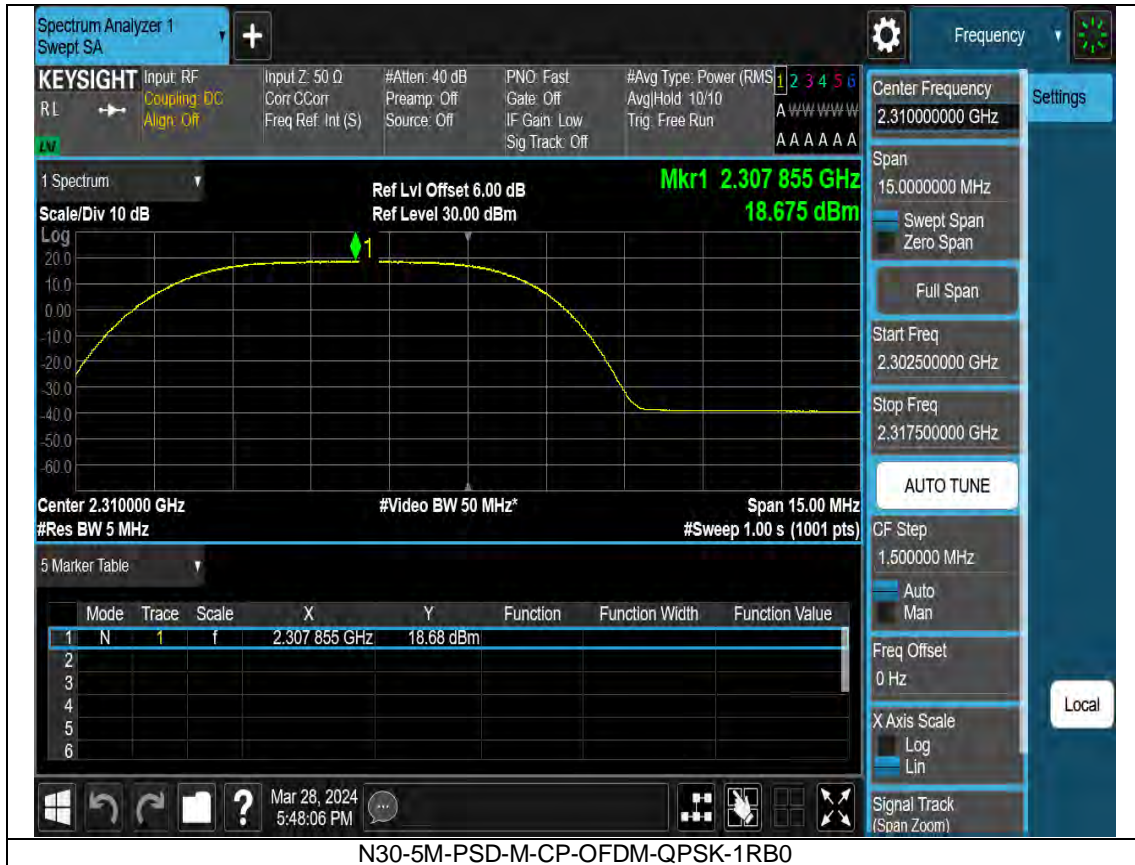 Spectrum Analyzer 1
Swept SA
+
Frequency
KEYSIGHT
Input: RF
Coupling: DC
Align: Off
Input Z: 50 Ω
Corr CCorr
Freq Ref: Int (S)
#Atten: 40 dB
Preamp: Off
Source: Off
PNO: Fast
Gate: Off
IF Gain: Low
Sig Track: Off
#Avg Type: Power (RMS
Avg|Hold: 10/10
Trig: Free Run
1 2 3 4 5 6
A W W W W W
A A A A A A
RL
LXI
1 Spectrum
Scale/Div 10 dB
Ref Lvl Offset 6.00 dB
Ref Level 30.00 dBm
Mkr1 2.307 855 GHz
18.675 dBm
Log
1
20.0
10.0
0.00
-10.0
-20.0
-30.0
-40.0
-50.0
-60.0
Center 2.310000 GHz
#Video BW 50 MHz*
Span 15.00 MHz
#Res BW 5 MHz
#Sweep 1.00 s (1001 pts)
5 Marker Table
Mode Trace Scale X Y Function Function Width Function Value
1 N 1 f 2.307 855 GHz 18.68 dBm
2
3
4
5
6
Center Frequency
2.310000000 GHz
Settings
Span
15.0000000 MHz
Swept Span
Zero Span
Full Span
Start Freq
2.302500000 GHz
Stop Freq
2.317500000 GHz
AUTO TUNE
CF Step
1.500000 MHz
Auto
Man
Freq Offset
0 Hz
X Axis Scale
Log
Lin
Local
Signal Track
(Span Zoom)
?
Mar 28, 2024
5:48:06 PM
N30-5M-PSD-M-CP-OFDM-QPSK-1RB0